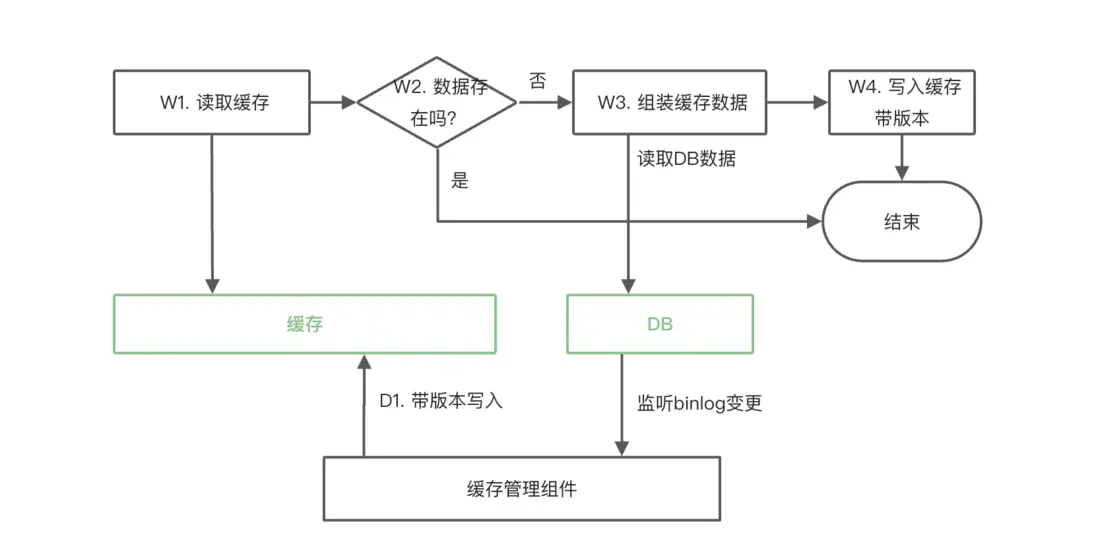 W1. 读取缓存
W2. 数据存
在吗?
否
W3. 组装缓存数据
W4. 写入缓存
带版本
读取DB数据
是
结束
缓存
DB
D1. 带版本写入
监听binlog变更
缓存管理组件